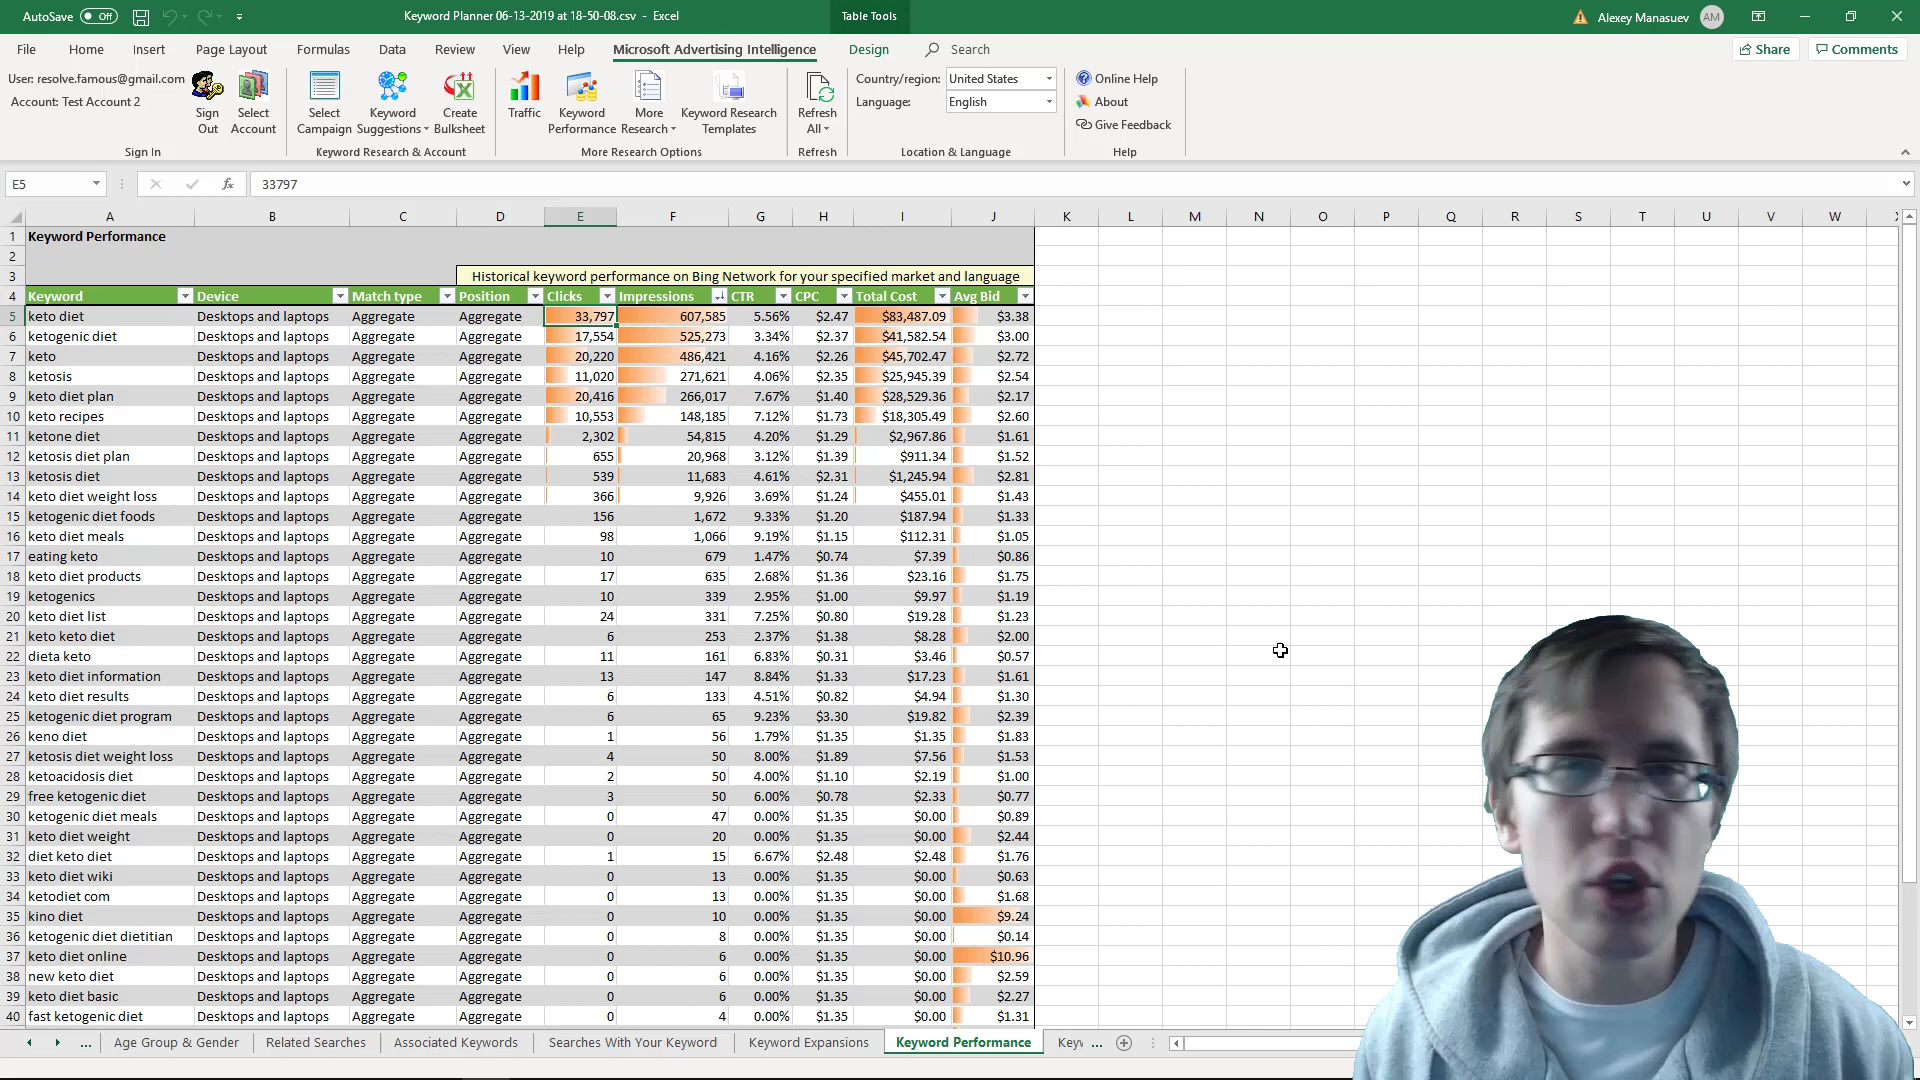 AutoSave Off Keyword Planner 06-13-2019 at 18-50-08.csv - Excel Table Tools Alexey Manasuev AM
File Home Insert Page Layout Formulas Data Review View Help Microsoft Advertising Intelligence Design Search Share Comments
User: resolve.famous@gmail.com
Account: Test Account 2
Sign Out Select Account Select Campaign Keyword Suggestions Create Bulksheet Traffic Keyword Performance More Research Keyword Research Templates Refresh All
Country/region: United States
Language: English
Online Help
About
Give Feedback
Sign In Keyword Research & Account More Research Options Refresh Location & Language Help
E5 fx 33797
A B C D E F G H I J K L M N O P Q R S T U V W
1 Keyword Performance
2
3 Historical keyword performance on Bing Network for your specified market and language
4 Keyword Device Match type Position Clicks Impressions CTR CPC Total Cost Avg Bid
5 keto diet Desktops and laptops Aggregate Aggregate 33,797 607,585 5.56% $2.47 $83,487.09 $3.38
6 ketogenic diet Desktops and laptops Aggregate Aggregate 17,554 525,273 3.34% $2.37 $41,582.54 $3.00
7 keto Desktops and laptops Aggregate Aggregate 20,220 486,421 4.16% $2.26 $45,702.47 $2.72
8 ketosis Desktops and laptops Aggregate Aggregate 11,020 271,621 4.06% $2.35 $25,945.39 $2.54
9 keto diet plan Desktops and laptops Aggregate Aggregate 20,416 266,017 7.67% $1.40 $28,529.36 $2.17
10 keto recipes Desktops and laptops Aggregate Aggregate 10,553 148,185 7.12% $1.73 $18,305.49 $2.60
11 ketone diet Desktops and laptops Aggregate Aggregate 2,302 54,815 4.20% $1.29 $2,967.86 $1.61
12 ketosis diet plan Desktops and laptops Aggregate Aggregate 655 20,968 3.12% $1.39 $911.34 $1.52
13 ketosis diet Desktops and laptops Aggregate Aggregate 539 11,683 4.61% $2.31 $1,245.94 $2.81
14 keto diet weight loss Desktops and laptops Aggregate Aggregate 366 9,926 3.69% $1.24 $455.01 $1.43
15 ketogenic diet foods Desktops and laptops Aggregate Aggregate 156 1,672 9.33% $1.20 $187.94 $1.33
16 keto diet meals Desktops and laptops Aggregate Aggregate 98 1,066 9.19% $1.15 $112.31 $1.05
17 eating keto Desktops and laptops Aggregate Aggregate 10 679 1.47% $0.74 $7.39 $0.86
18 keto diet products Desktops and laptops Aggregate Aggregate 17 635 2.68% $1.36 $23.16 $1.75
19 ketogenics Desktops and laptops Aggregate Aggregate 10 339 2.95% $1.00 $9.97 $1.19
20 keto diet list Desktops and laptops Aggregate Aggregate 24 331 7.25% $0.80 $19.28 $1.23
21 keto keto diet Desktops and laptops Aggregate Aggregate 6 253 2.37% $1.38 $8.28 $2.00
22 dieta keto Desktops and laptops Aggregate Aggregate 11 161 6.83% $0.31 $3.46 $0.57
23 keto diet information Desktops and laptops Aggregate Aggregate 13 147 8.84% $1.33 $17.23 $1.61
24 keto diet results Desktops and laptops Aggregate Aggregate 6 133 4.51% $0.82 $4.94 $1.30
25 ketogenic diet program Desktops and laptops Aggregate Aggregate 6 65 9.23% $3.30 $19.82 $2.39
26 keno diet Desktops and laptops Aggregate Aggregate 1 56 1.79% $1.35 $1.35 $1.83
27 ketosis diet weight loss Desktops and laptops Aggregate Aggregate 4 50 8.00% $1.89 $7.56 $1.53
28 ketoacidosis diet Desktops and laptops Aggregate Aggregate 2 50 4.00% $1.10 $2.19 $1.00
29 free ketogenic diet Desktops and laptops Aggregate Aggregate 3 50 6.00% $0.78 $2.33 $0.77
30 ketogenic diet meals Desktops and laptops Aggregate Aggregate 0 47 0.00% $1.35 $0.00 $0.89
31 keto diet weight Desktops and laptops Aggregate Aggregate 0 20 0.00% $1.35 $0.00 $2.44
32 diet keto diet Desktops and laptops Aggregate Aggregate 1 15 6.67% $2.48 $2.48 $1.76
33 keto diet wiki Desktops and laptops Aggregate Aggregate 0 13 0.00% $1.35 $0.00 $0.63
34 ketodiet com Desktops and laptops Aggregate Aggregate 0 13 0.00% $1.35 $0.00 $1.68
35 kino diet Desktops and laptops Aggregate Aggregate 0 10 0.00% $1.35 $0.00 $9.24
36 ketogenic diet dietitian Desktops and laptops Aggregate Aggregate 0 8 0.00% $1.35 $0.00 $0.14
37 keto diet online Desktops and laptops Aggregate Aggregate 0 6 0.00% $1.35 $0.00 $10.96
38 new keto diet Desktops and laptops Aggregate Aggregate 0 6 0.00% $1.35 $0.00 $2.59
39 keto diet basic Desktops and laptops Aggregate Aggregate 0 6 0.00% $1.35 $0.00 $2.27
40 fast ketogenic diet Desktops and laptops Aggregate Aggregate 0 4 0.00% $1.35 $0.00 $1.31
... Age Group & Gender Related Searches Associated Keywords Searches With Your Keyword Keyword Expansions Keyword Performance Keyv ...